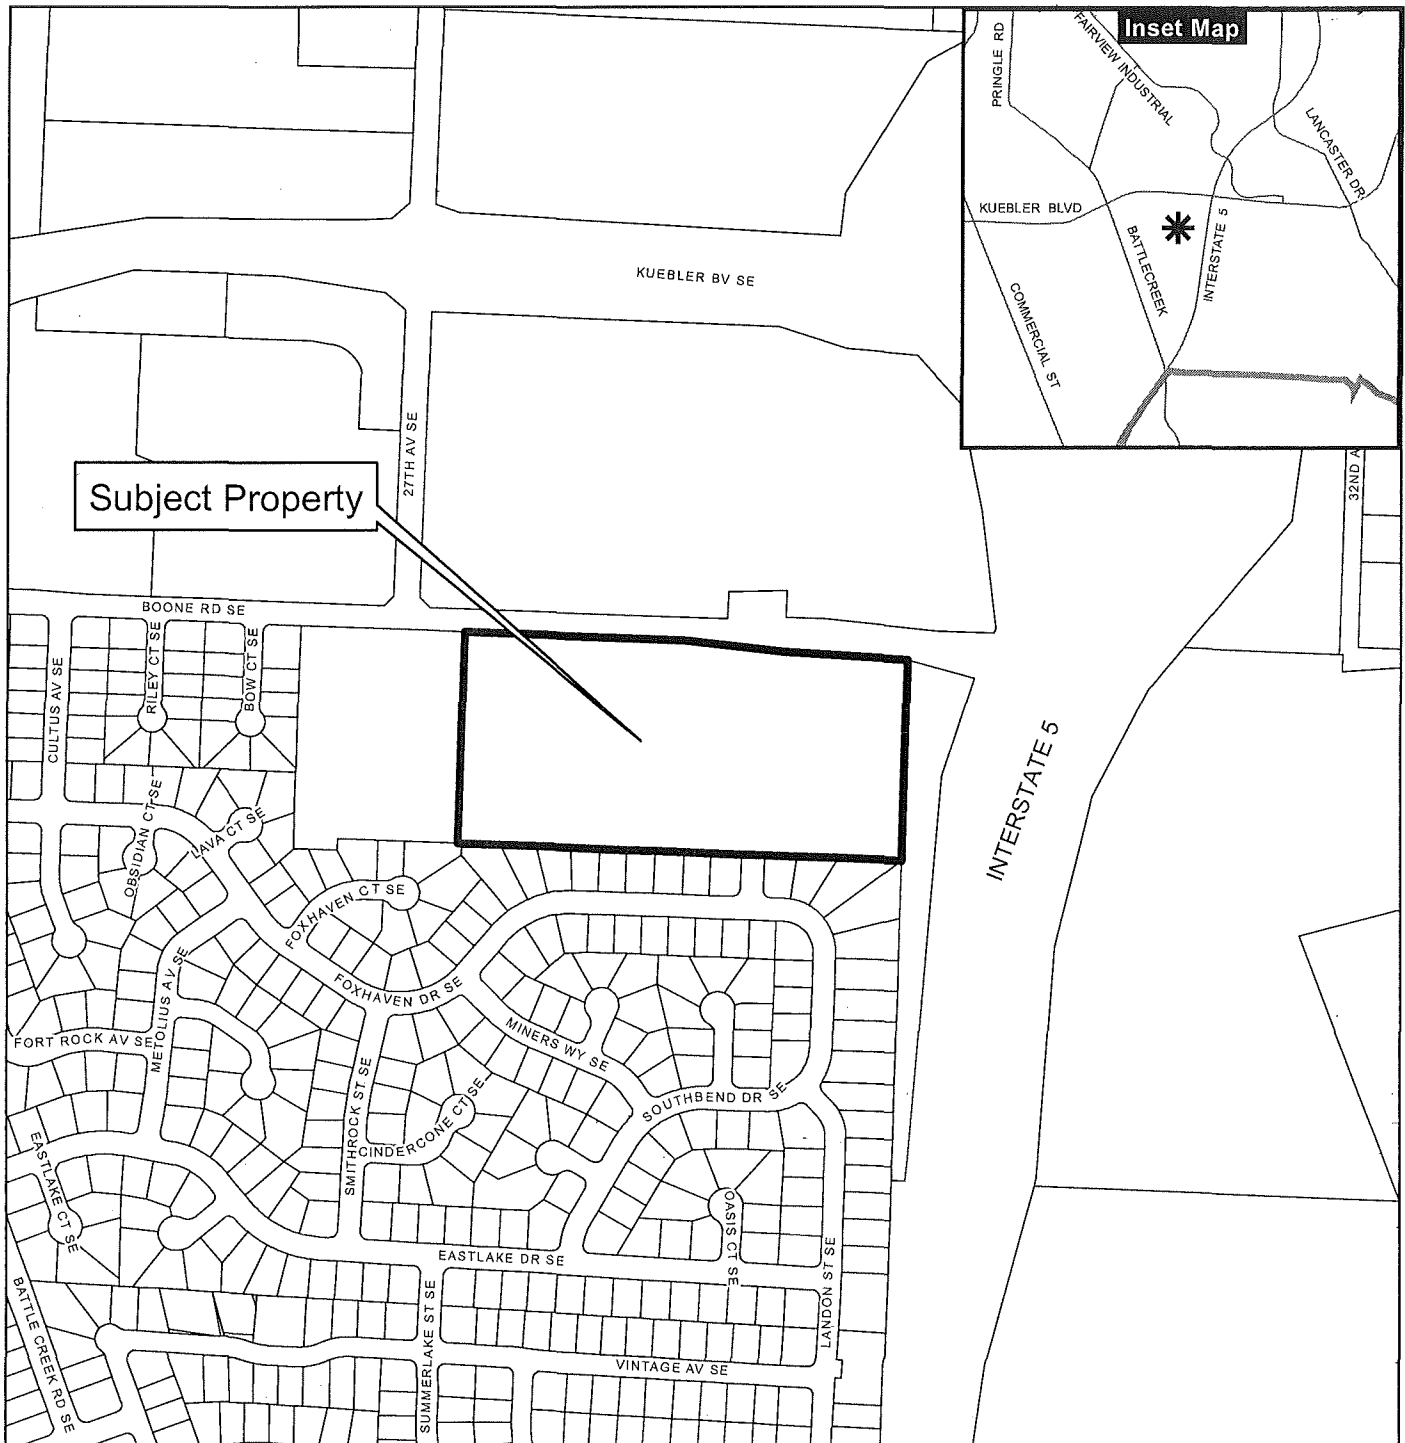 Inset Map
PRINGLE RD
FAIRVIEW INDUSTRIAL
LANCASTER DR
KUEBLER BLVD
BATTLECREEK
INTERSTATE 5
COMMERCIAL ST
KUEBLER BV SE
27TH AV SE
32ND A
Subject Property
BOONE RD SE
CULTUS AV SE
RILEY CT SE
BOW CT SE
INTERSTATE 5
OBSIDIAN CT SE
LAVA CT SE
FOXHAVEN CT SE
METOLIUS AV SE
FOXHAVEN DR SE
FORT ROCK AV SE
MINERS WY SE
SMITHROCK ST SE
CINDERCONE CT SE
SOUTHBEND DR SE
EASTLAKE CT SE
OASIS CT SE
EASTLAKE DR SE
LANDON ST SE
BATTLE CREEK RD SE
SUMMERLAKE ST SE
VINTAGE AV SE